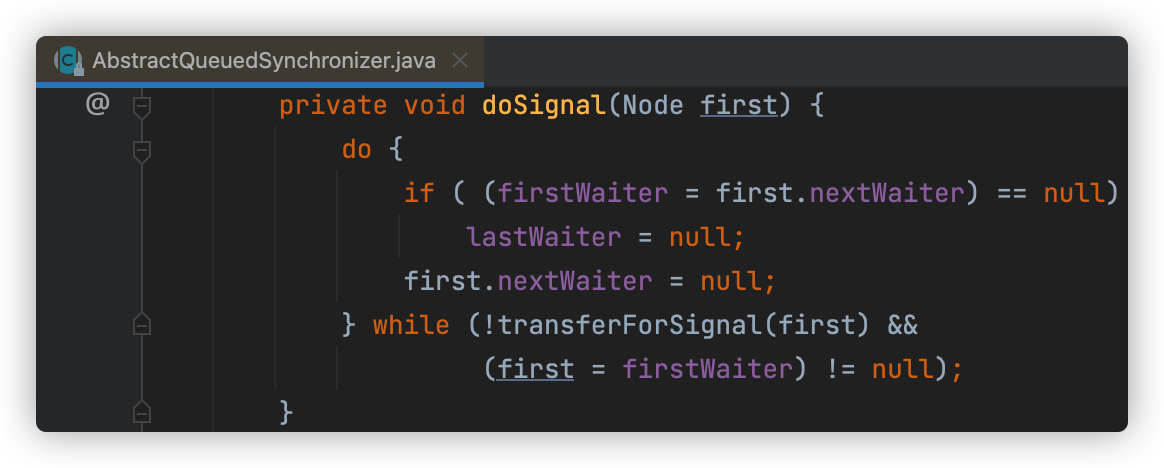 AbstractQueuedSynchronizer.java
@ private void doSignal(Node first) {
do {
if ( (firstWaiter = first.nextWaiter) == null)
lastWaiter = null;
first.nextWaiter = null;
} while (!transferForSignal(first) &&
(first = firstWaiter) != null);
}